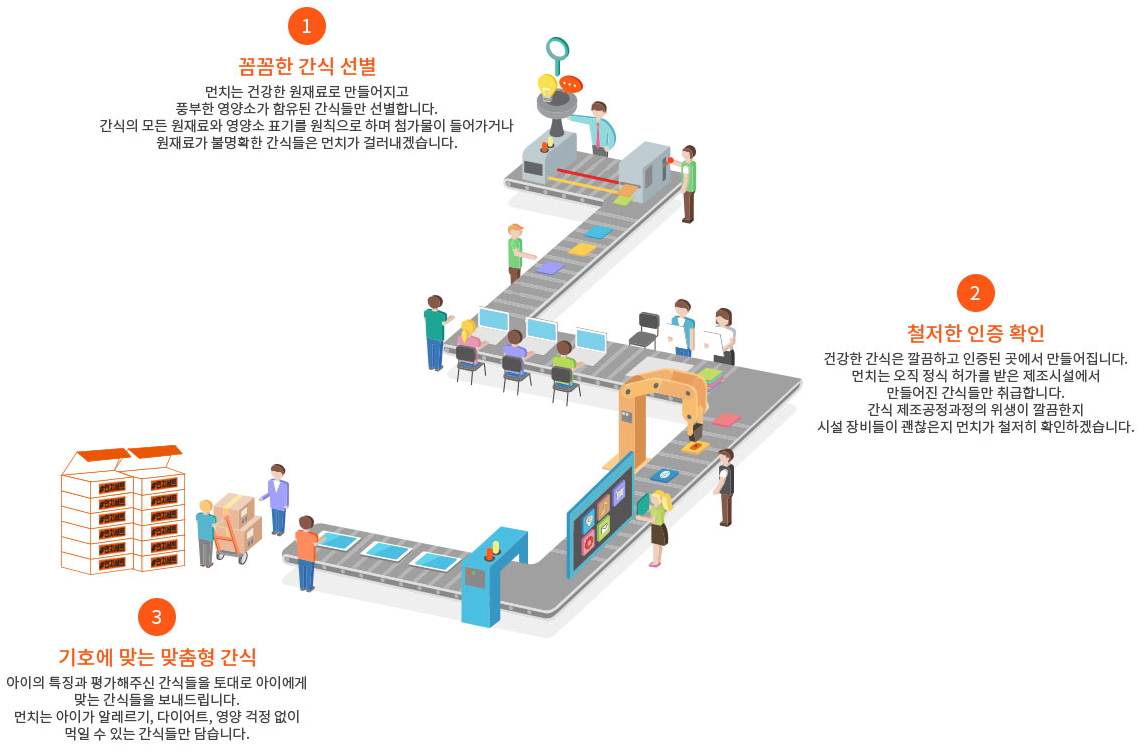 1
꼼꼼한 간식 선별
먼치는 건강한 원재료로 만들어지고
풍부한 영양소가 함유된 간식들만 선별합니다.
간식의 모든 원재료와 영양소 표기를 원칙으로 하며 첨가물이 들어가거나
원재료가 불명확한 간식들은 먼치가 걸러내겠습니다.
2
철저한 인증 확인
건강한 간식은 깔끔하고 인증된 곳에서 만들어집니다.
먼치는 오직 정식 허가를 받은 제조시설에서
만들어진 간식들만 취급합니다.
간식 제조공정과정의 위생이 깔끔한지
시설 장비들이 괜찮은지 먼치가 철저히 확인하겠습니다.
3
기호에 맞는 맞춤형 간식
아이의 특징과 평가해주신 간식들을 토대로 아이에게
맞는 간식들을 보내드립니다.
먼치는 아이가 알레르기, 다이어트, 영양 걱정 없이
먹일 수 있는 간식들만 담습니다.